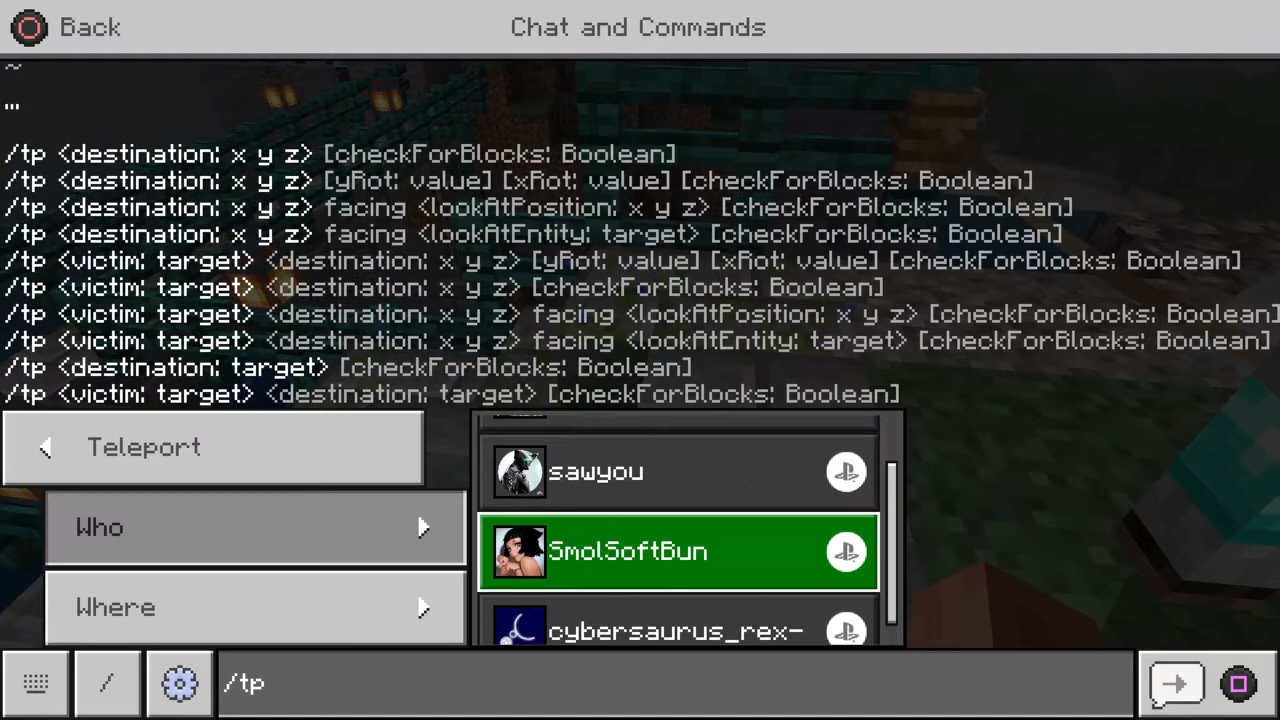 Back
Chat and Commands
~
...
/tp <destination: x y z> [checkForBlocks: Boolean]
/tp <destination: x y z> [yRot: value] [xRot: value] [checkForBlocks: Boolean]
/tp <destination: x y z> facing <lookAtPosition: x y z> [checkForBlocks: Boolean]
/tp <destination: x y z> facing <lookAtEntity: target> [checkForBlocks: Boolean]
/tp <victim: target> <destination: x y z> [yRot: value] [xRot: value] [checkForBlocks: Boolean]
/tp <victim: target> <destination: x y z> [checkForBlocks: Boolean]
/tp <victim: target> <destination: x y z> facing <lookAtPosition: x y z> [checkForBlocks: Boolean]
/tp <victim: target> <destination: x y z> facing <lookAtEntity: target> [checkForBlocks: Boolean]
/tp <destination: target> [checkForBlocks: Boolean]
/tp <victim: target> <destination: target> [checkForBlocks: Boolean]
Teleport
Who
Where
sawyou
SmolSoftBun
cybersaurus_rex-
/
/tp